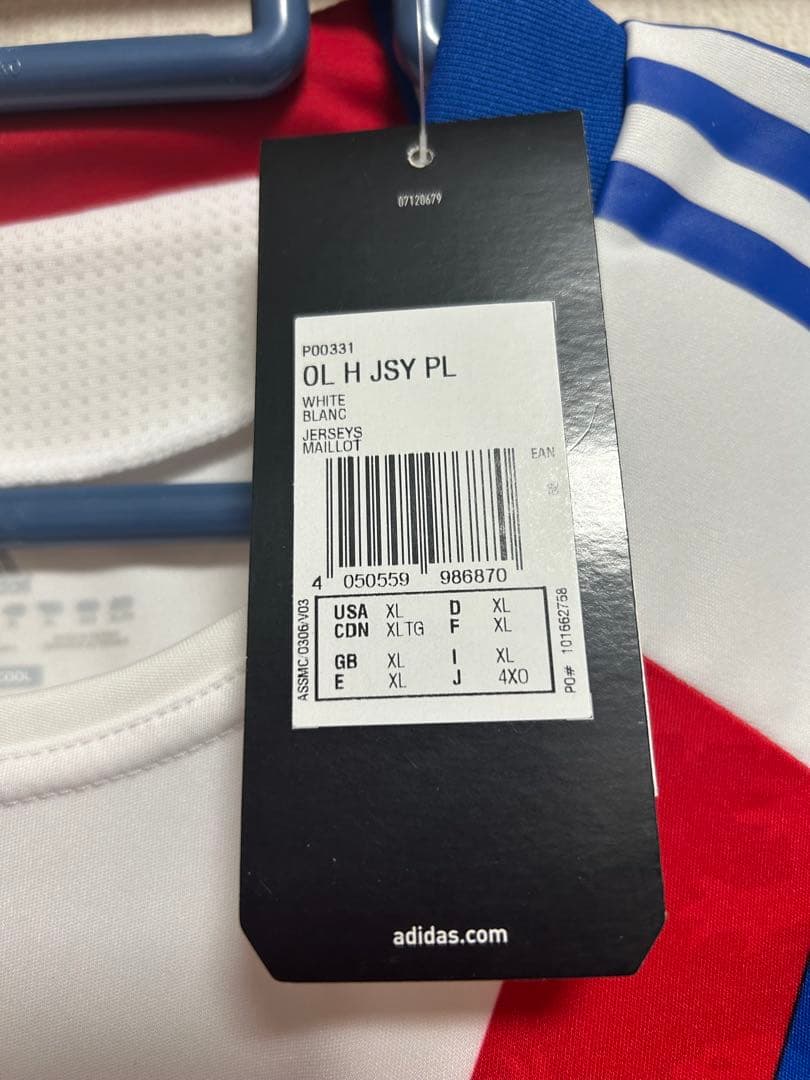 07120679
P00331
OL H JSY PL
WHITE
BLANC
JERSEYS
MAILLOT
EAN
4 050559 986870
USA XL D XL
CDN XLTG F XL
GB XL I XL
E XL J 4XO
ASSMC/0306/V03
PO# 101662758
adidas.com